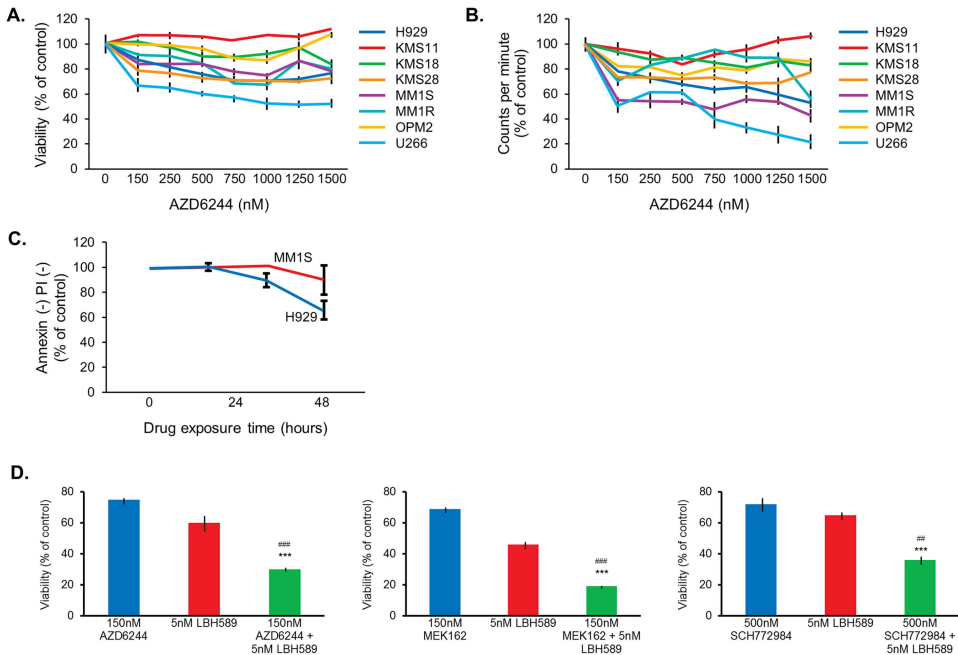 A.
Viability (% of control)
120
100
80
60
40
20
0
0 150 250 500 750 1000 1250 1500
AZD6244 (nM)
H929
KMS11
KMS18
KMS28
MM1S
MM1R
OPM2
U266
B.
Counts per minute
(% of control)
120
100
80
60
40
20
0
0 150 250 500 750 1000 1250 1500
AZD6244 (nM)
H929
KMS11
KMS18
KMS28
MM1S
MM1R
OPM2
U266
C.
Annexin (-) PI (-)
(% of control)
120
100
80
60
40
20
0
MM1S
H929
0 24 48
Drug exposure time (hours)
D.
Viability (% of control)
80
60
40
20
0
###
***
150nM
AZD6244
5nM LBH589
150nM
AZD6244 +
5nM LBH589
Viability (% of control)
80
60
40
20
0
###
***
150nM
MEK162
5nM LBH589
150nM
MEK162 + 5nM
LBH589
Viability (% of control)
80
60
40
20
0
##
***
500nM
SCH772984
5nM LBH589
500nM
SCH772984 +
5nM LBH589